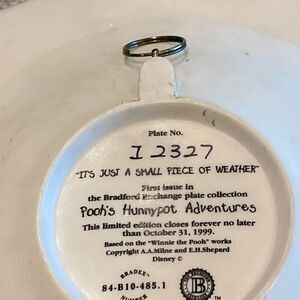 Plate No.
I 2327
"IT'S JUST A SMALL PIECE OF WEATHER"
First issue in
the Bradford Exchange plate collection
Pooh's Hunnypot Adventures
This limited edition closes forever no later
than October 31, 1999.
Based on the "Winnie the Pooh" works
Copyright A.A.Milne and E.H.Shepard
Disney ©
BRADEX-
84-B10-485.1
NUMBER
B